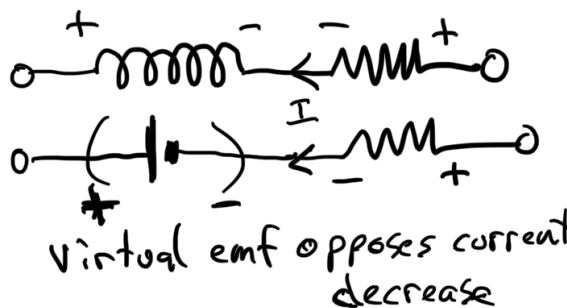 + - - +
I
+ - - +
virtual emf opposes current
decrease